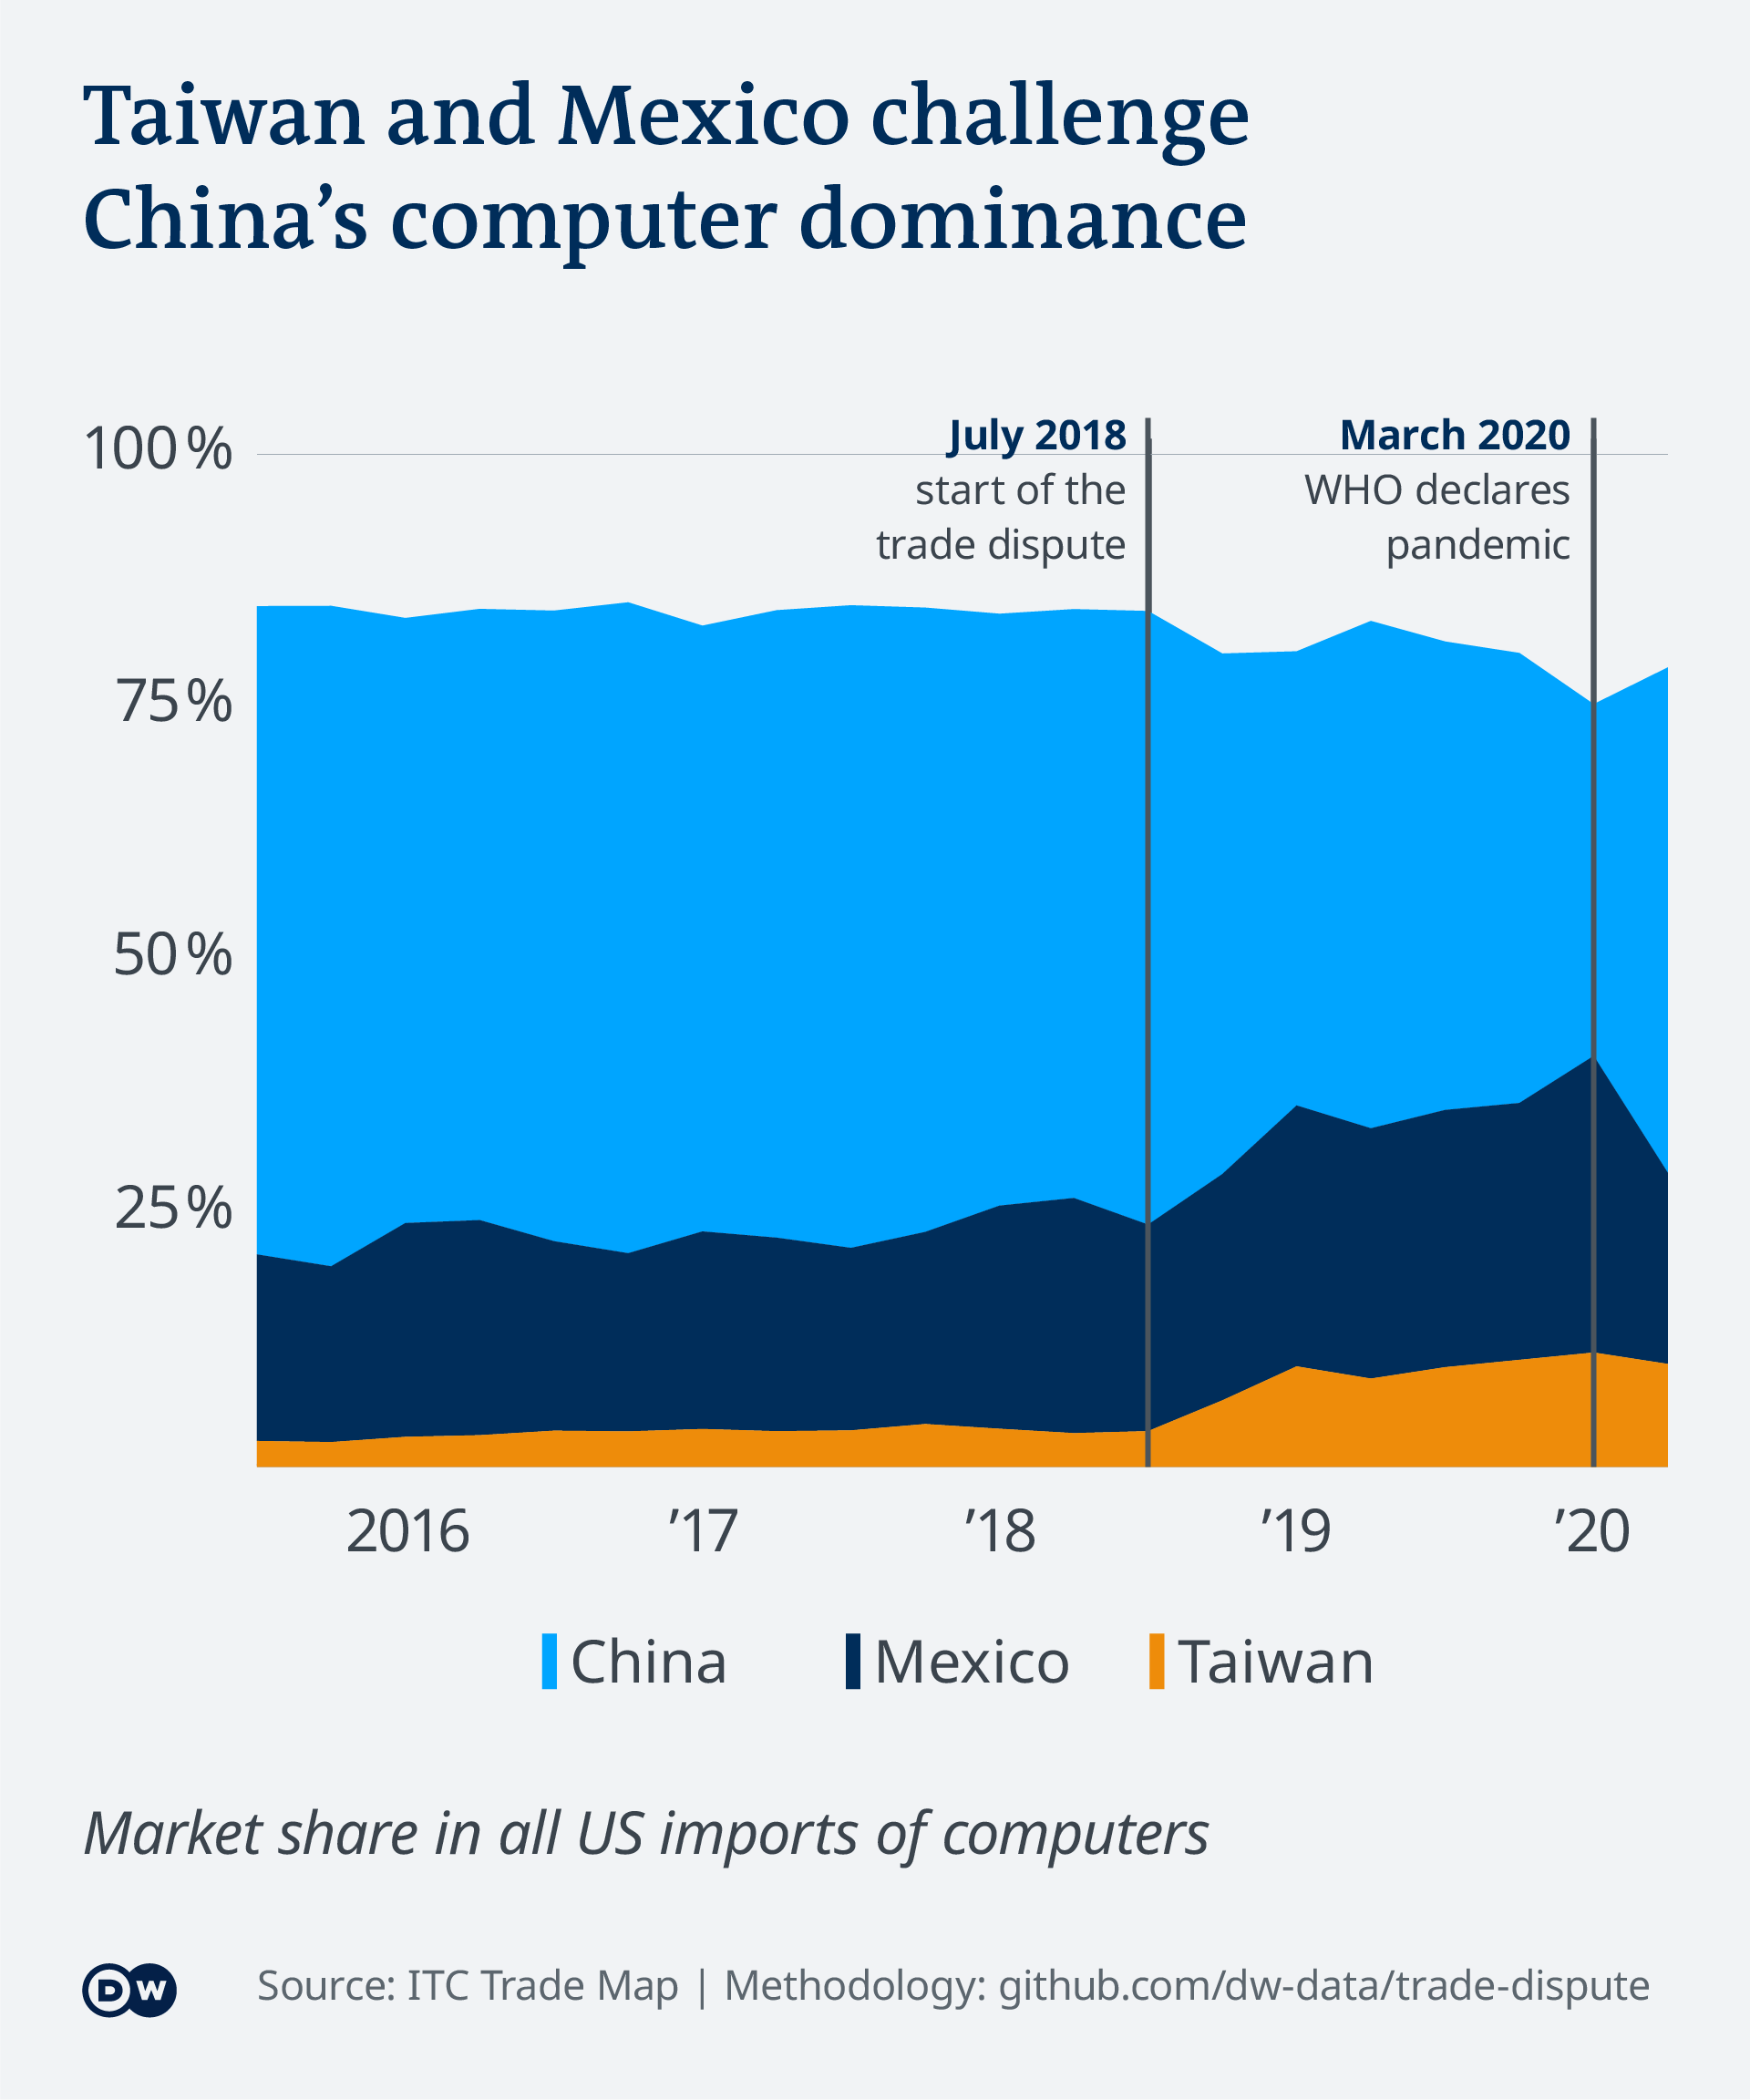 Taiwan and Mexico challenge
China’s computer dominance
100 %
July 2018
start of the
trade dispute
March 2020
WHO declares
pandemic
75 %
50 %
25 %
2016 ’17 ’18 ’19 ’20
China Mexico Taiwan
Market share in all US imports of computers
DW Source: ITC Trade Map | Methodology: github.com/dw-data/trade-dispute